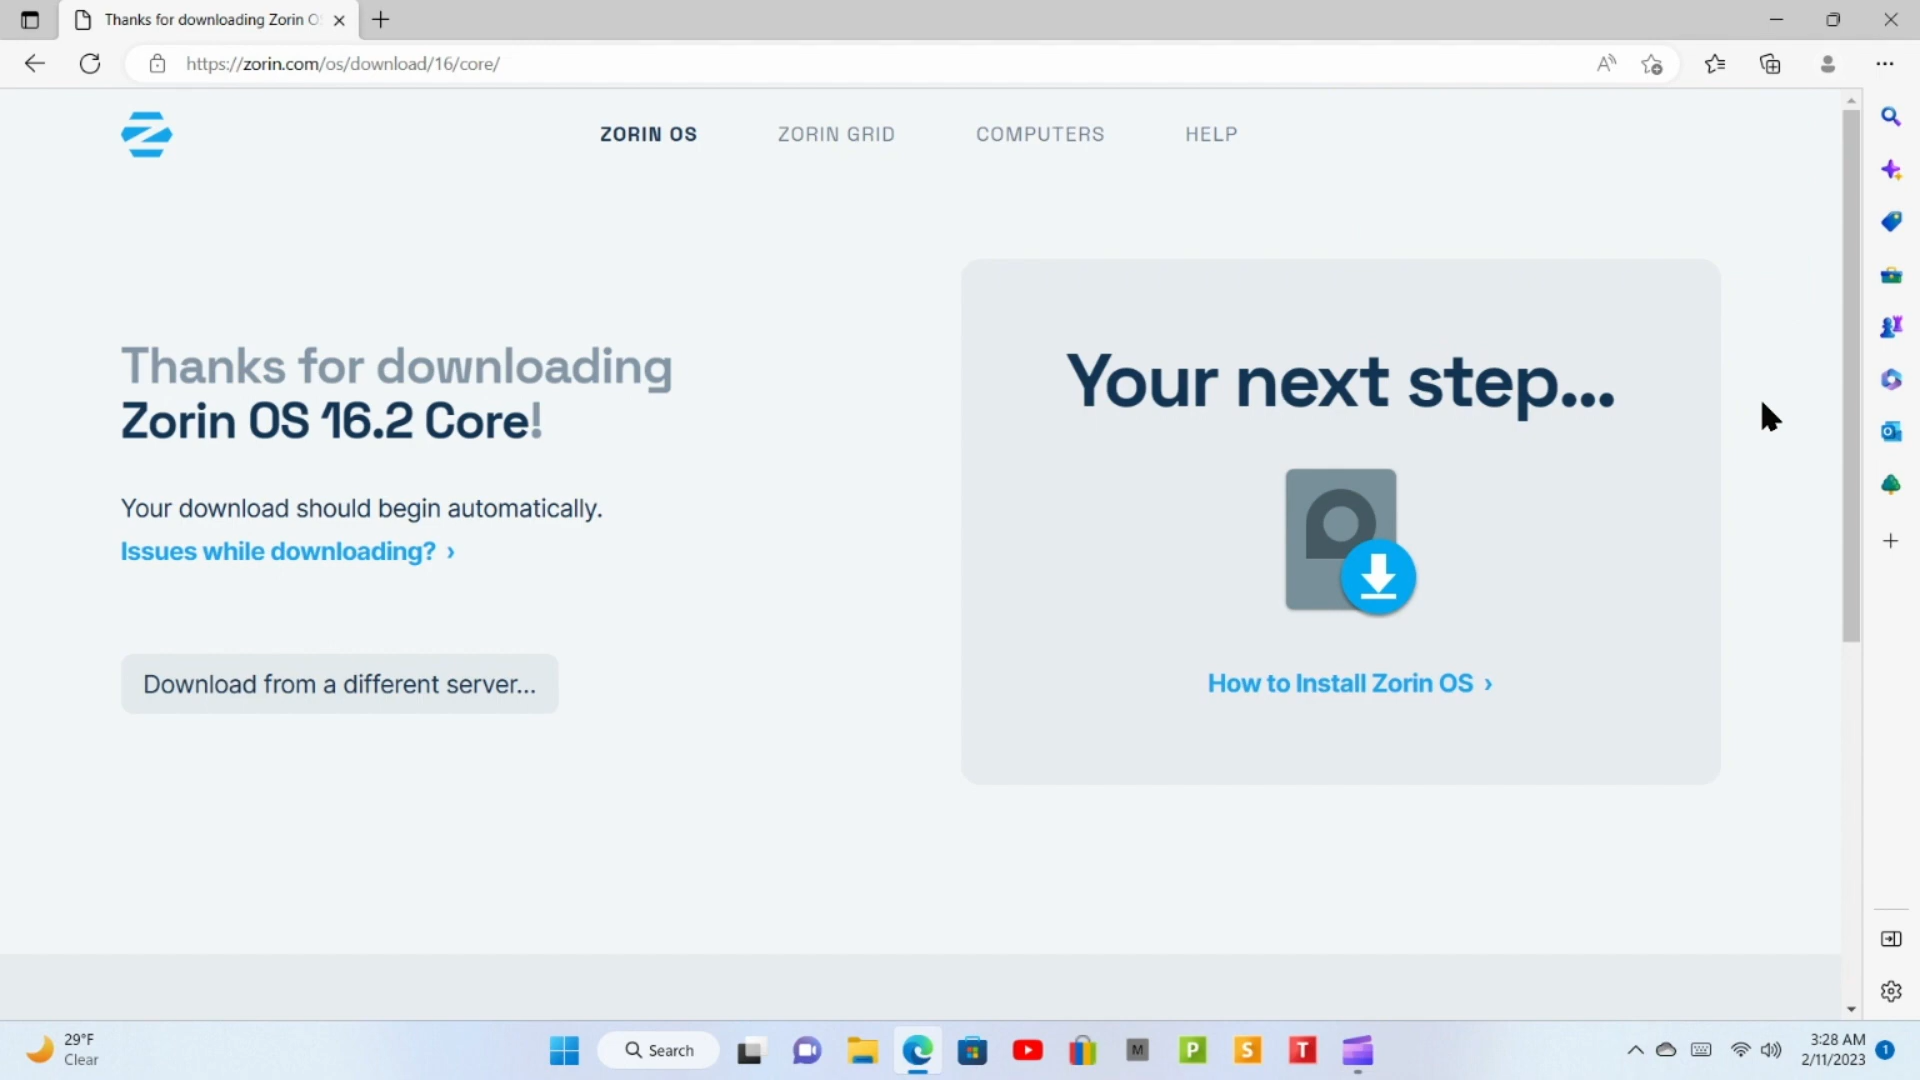 Thanks for downloading Zorin O
https://zorin.com/os/download/16/core/
ZORIN OS
ZORIN GRID
COMPUTERS
HELP
Thanks for downloading
Zorin OS 16.2 Core!
Your download should begin automatically.
Issues while downloading? ›
Download from a different server...
Your next step...
How to Install Zorin OS ›
29°F
Clear
Search
M
P
S
T
3:28 AM
2/11/2023
1